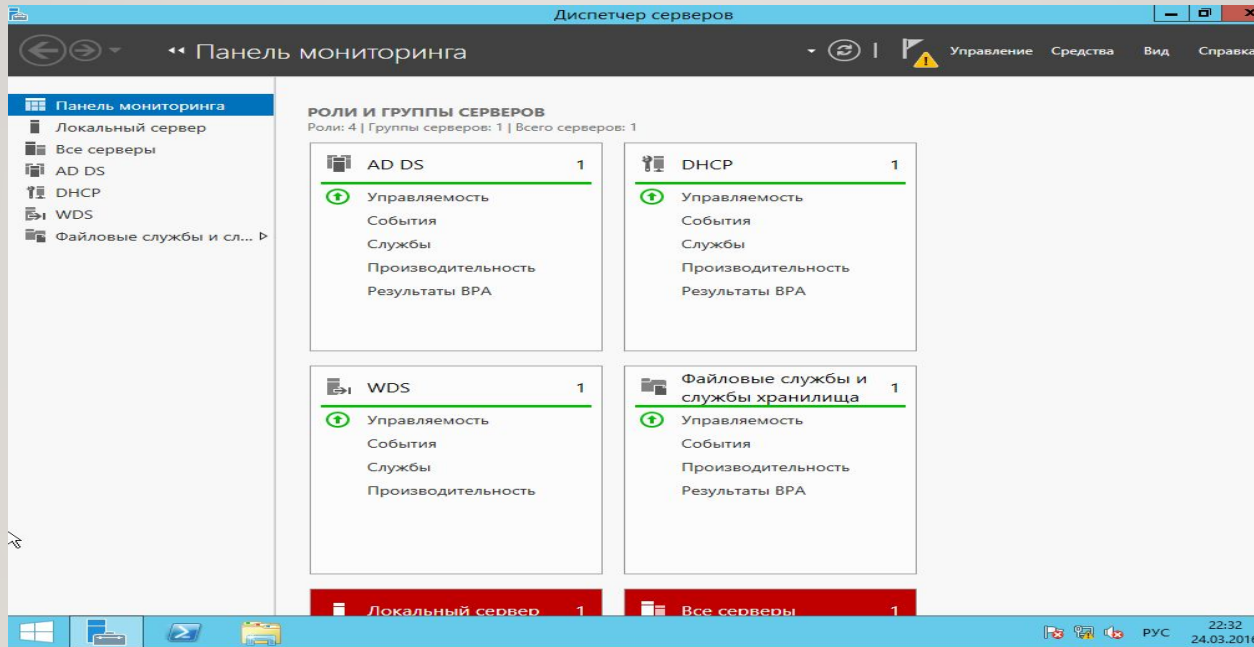 Диспетчер серверов
Панель мониторинга
Управление Средства Вид Справка
Панель мониторинга
Локальный сервер
Все серверы
AD DS
DHCP
WDS
Файловые службы и сл...
РОЛИ И ГРУППЫ СЕРВЕРОВ
Роли: 4 | Группы серверов: 1 | Всего серверов: 1
AD DS 1
Управляемость
События
Службы
Производительность
Результаты BPA
DHCP 1
Управляемость
События
Службы
Производительность
Результаты BPA
WDS 1
Управляемость
События
Службы
Производительность
Файловые службы и
службы хранилища 1
Управляемость
События
Производительность
Результаты BPA
Локальный сервер 1
Все серверы 1
РУС
22:32
24.03.2016